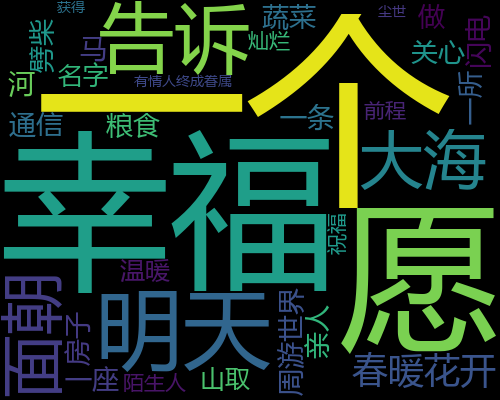 获得
劈柴
告诉
一个
蔬菜
灿烂
尘世
做
闪电
马
关心
名字
有情人终成眷属
河
一所
前程
通信
粮食
一条
大海
幸福
愿
祝福
温暖
面朝
明天
周游世界
亲人
房子
一座
陌生人
山取
春暖花开